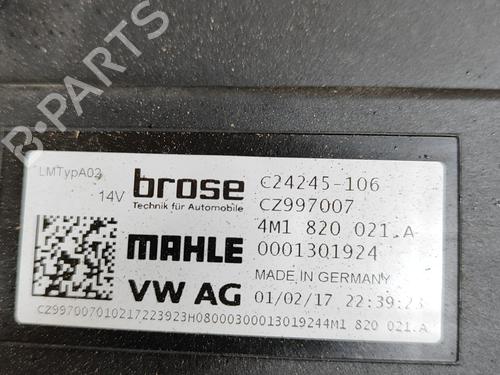 B-PARTS
LMTypA02
14V
brose
Technik für Automobile
C24245-106
CZ997007
4M1 820 021.A
MAHLE
0001301924
MADE IN GERMANY
VW AG
01/02/17 22:39:23
CZ997007010217223923H08000300013019244M1 820 021.A